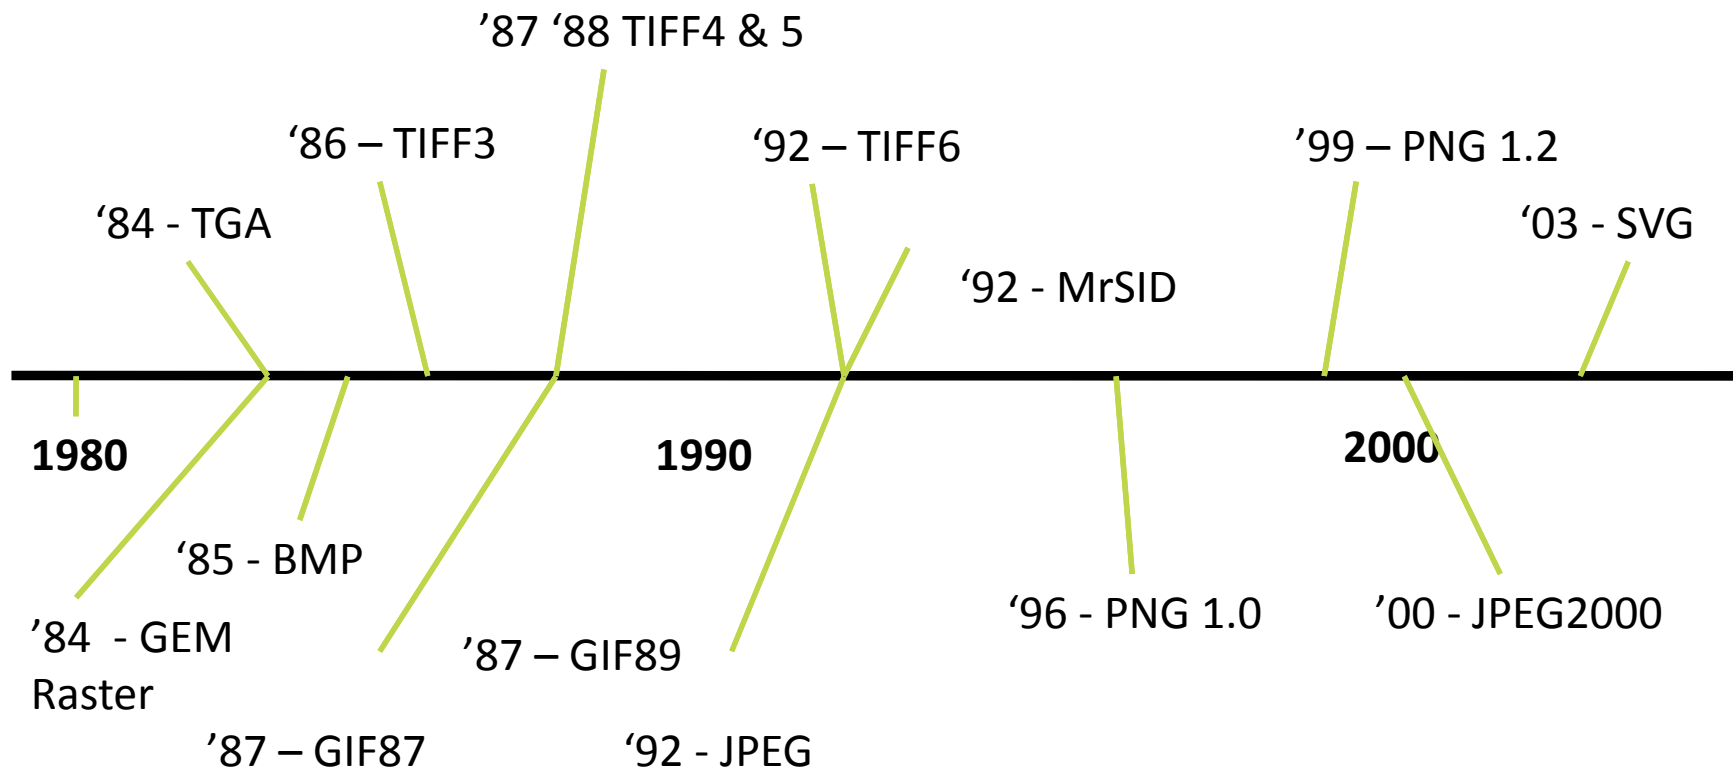 ’87 ‘88 TIFF4 & 5
‘86 – TIFF3
‘92 – TIFF6
’99 – PNG 1.2
‘84 - TGA
‘03 - SVG
‘92 - MrSID
1980
1990
2000
‘85 - BMP
‘96 - PNG 1.0
’00 - JPEG2000
’84  - GEM
Raster
’87 – GIF89
’87 – GIF87
‘92 - JPEG